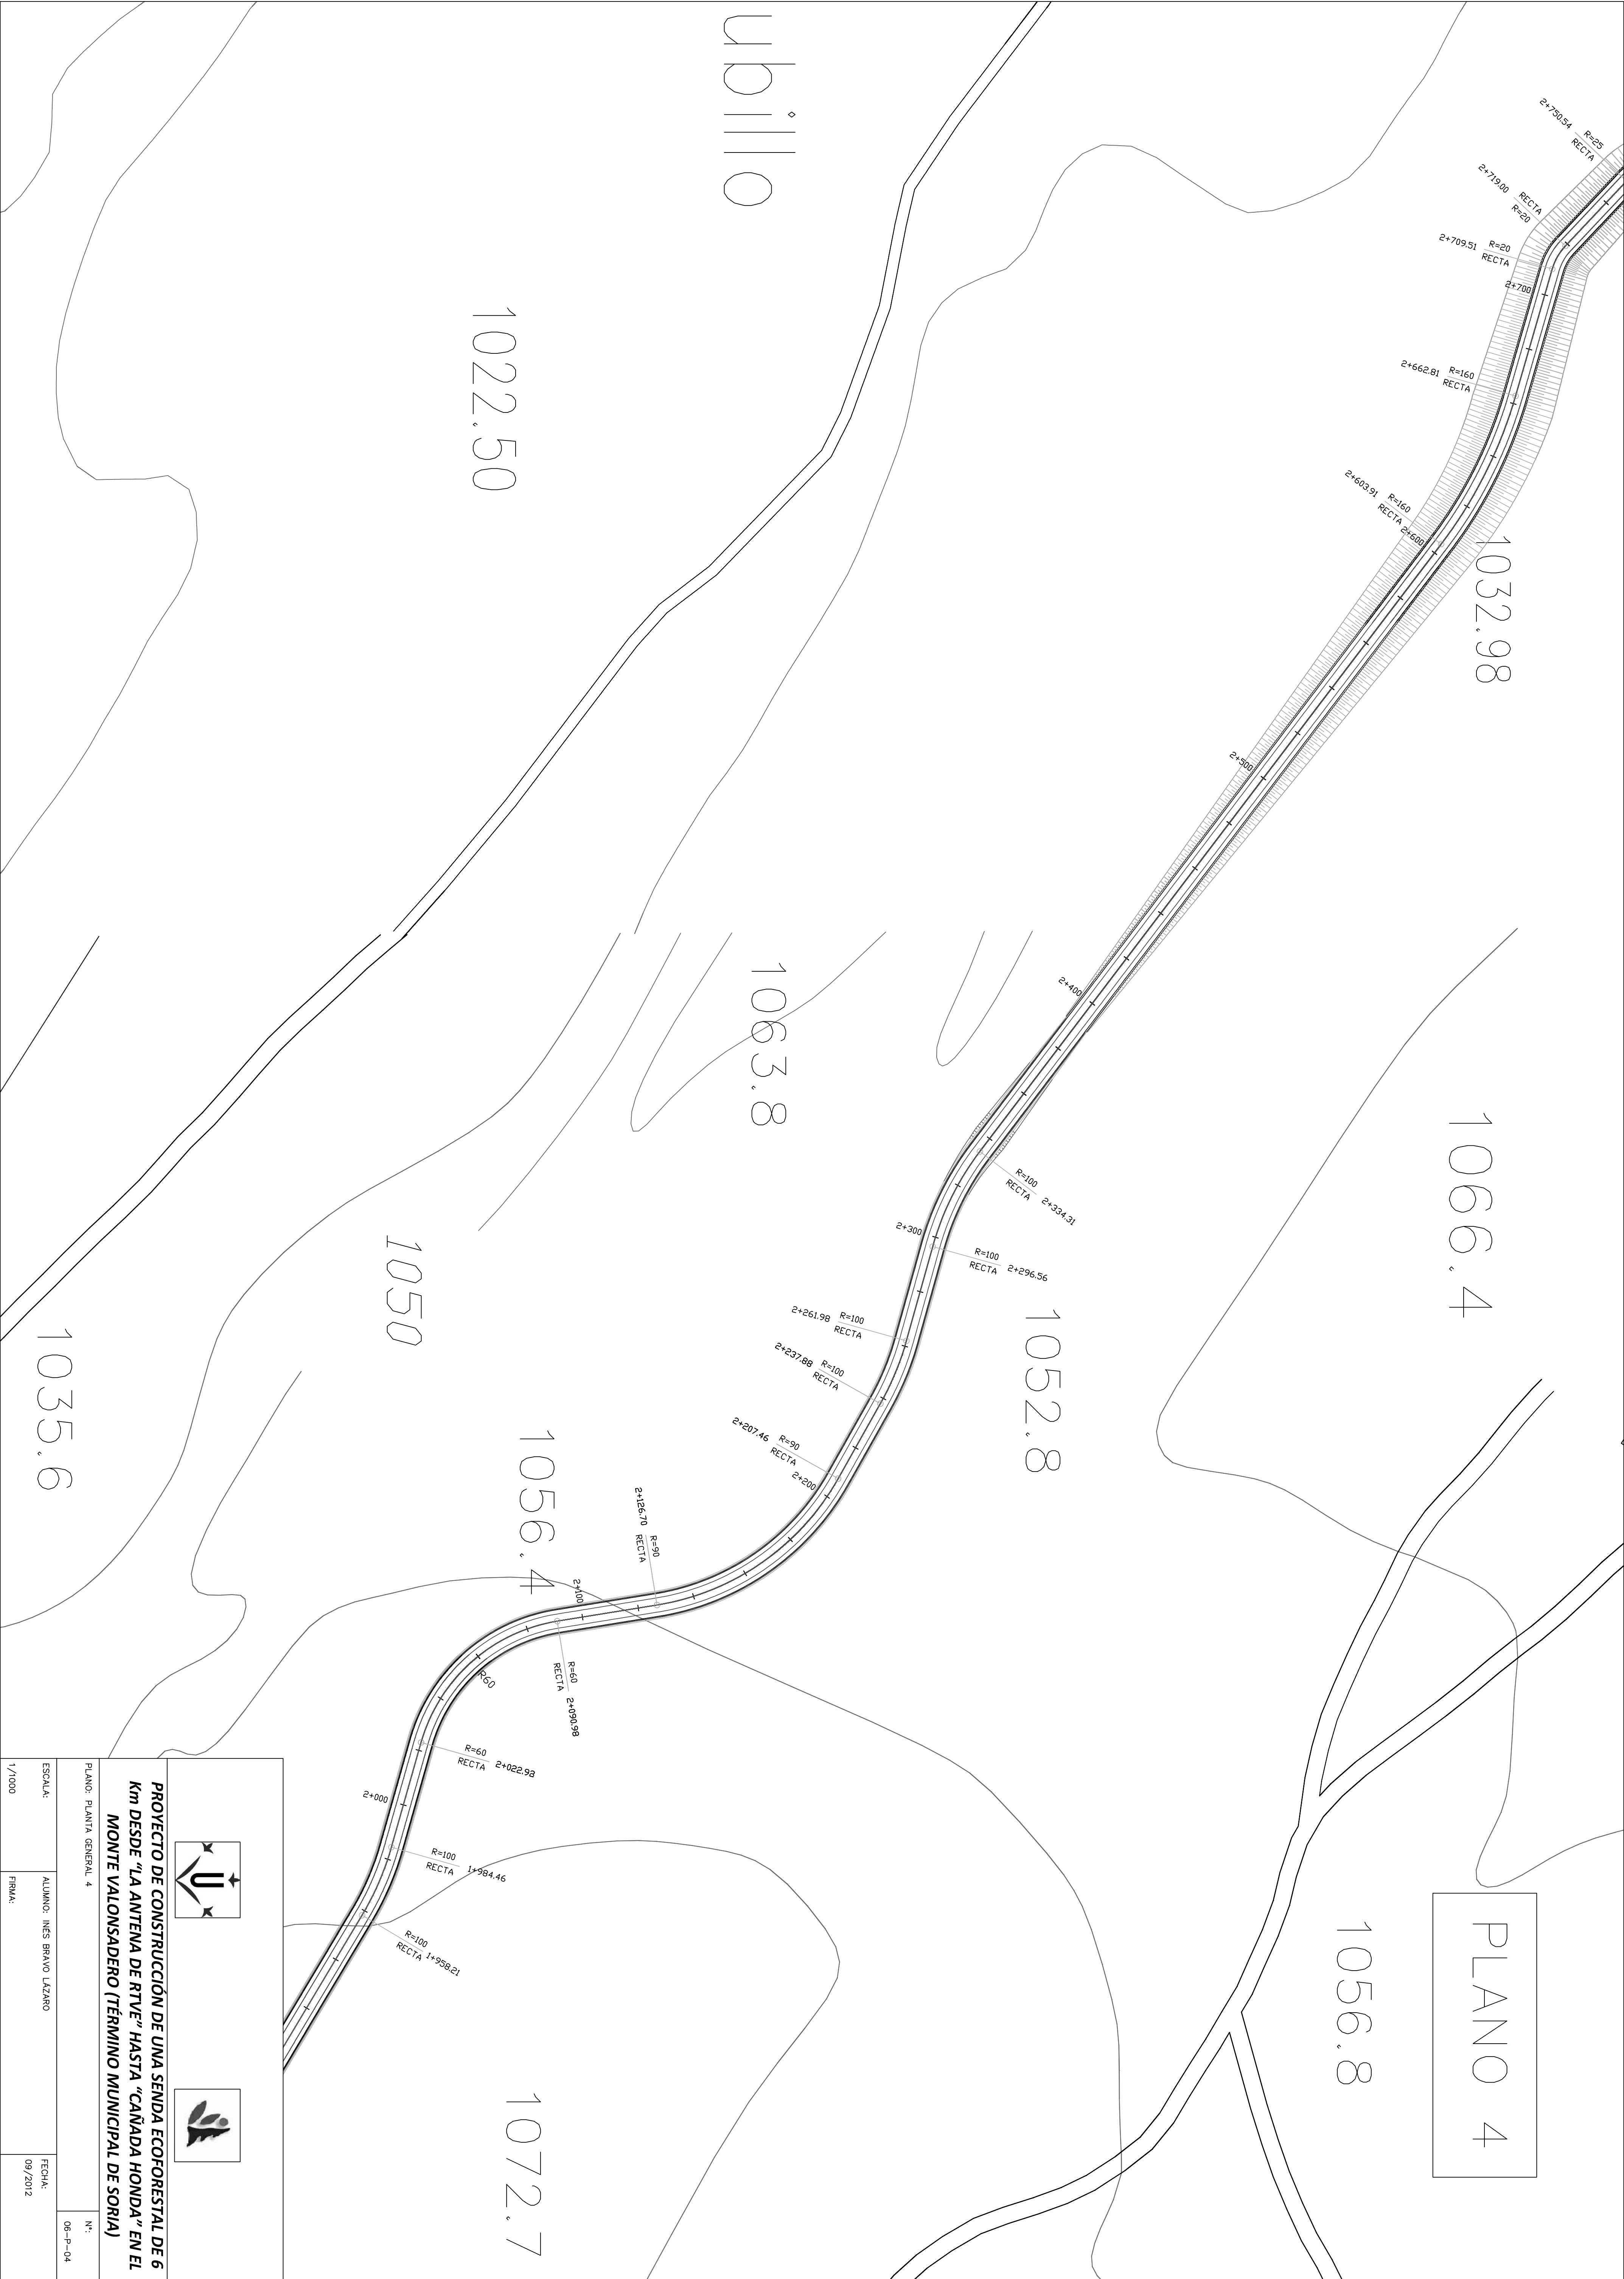 ubillo
1022.50
1032.98
1063.8
1066.4
1050
1052.8
1035.6
1056.4
1056.8
1072.7
PLANO 4
2+750.54
R=25
RECTA
2+719.00
RECTA
R=20
2+709.51
R=20
RECTA
2+700
2+662.81
R=160
RECTA
2+603.91
R=160
RECTA
2+600
2+500
2+400
R=100
RECTA
2+334.31
2+300
R=100
RECTA
2+296.56
2+261.98
R=100
RECTA
2+237.88
R=100
RECTA
2+207.46
R=90
RECTA
2+200
2+126.70
R=90
RECTA
2+100
R=60
RECTA
2+090.98
R60
R=60
RECTA
2+022.93
2+000
R=100
RECTA
1+984.46
R=100
RECTA
1+958.21
U
PROYECTO DE CONSTRUCCIÓN DE UNA SENDA ECOFORESTAL DE 6
Km DESDE “LA ANTENA DE RTVE” HASTA “CAÑADA HONDA” EN EL
MONTE VALONSADERO (TÉRMINO MUNICIPAL DE SORIA)
PLANO: PLANTA GENERAL 4
Nº:
06-P-04
ESCALA:
1/1000
ALUMNO: INÉS BRAVO LÁZARO
FIRMA:
FECHA:
09/2012